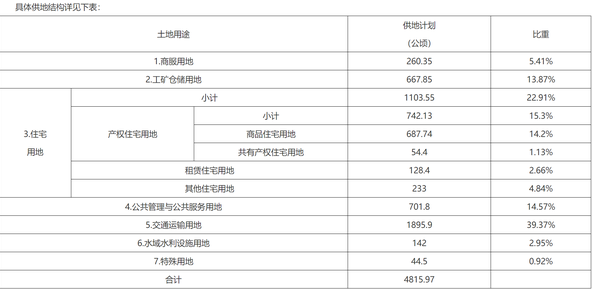 具体供地结构详见下表：
土地用途 供地计划（公顷） 比重
1.商服用地 260.35 5.41%
2.工矿仓储用地 667.85 13.87%
3.住宅用地 小计 1103.55 22.91%
产权住宅用地 小计 742.13 15.3%
商品住宅用地 687.74 14.2%
共有产权住宅用地 54.4 1.13%
租赁住宅用地 128.4 2.66%
其他住宅用地 233 4.84%
4.公共管理与公共服务用地 701.8 14.57%
5.交通运输用地 1895.9 39.37%
6.水域水利设施用地 142 2.95%
7.特殊用地 44.5 0.92%
合计 4815.97